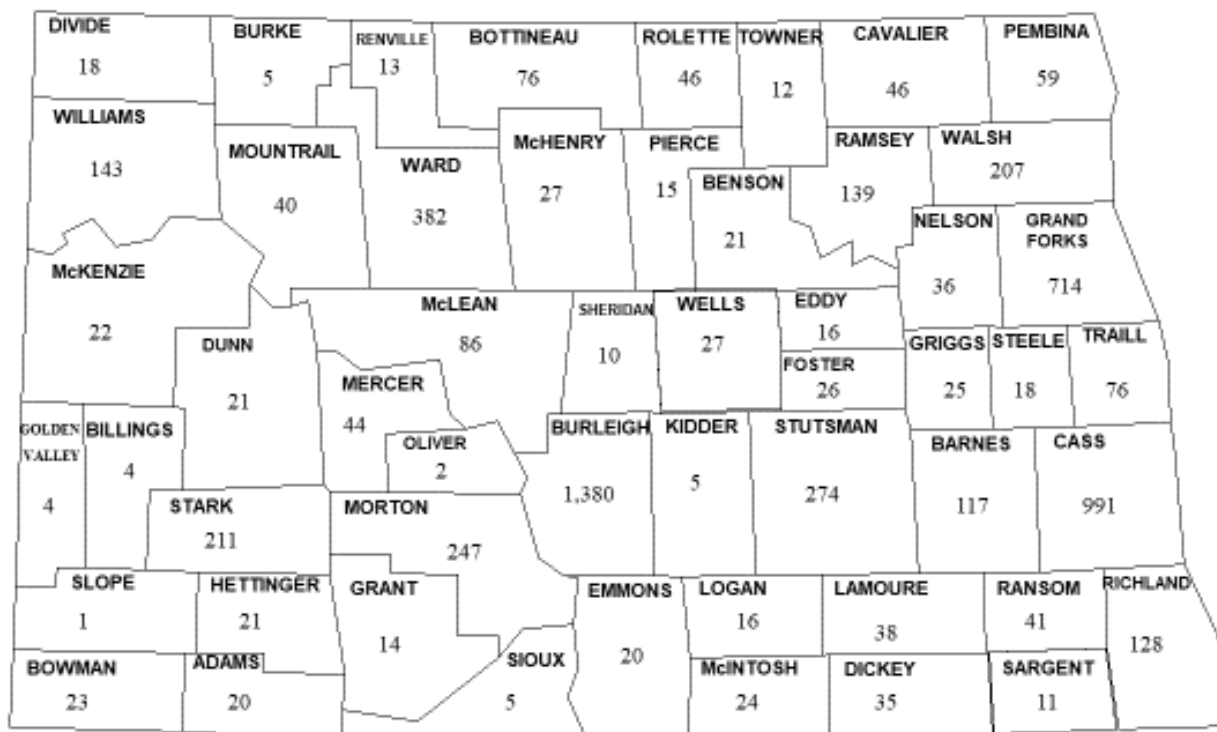 DIVIDE
18
BURKE
5
RENVILLE
13
BOTTINEAU
76
ROLETTE
46
TOWNER
12
CAVALIER
46
PEMBINA
59
WILLIAMS
143
MOUNTRAIL
40
WARD
382
McHENRY
27
PIERCE
15
BENSON
21
RAMSEY
139
WALSH
207
NELSON
36
GRAND
FORKS
714
McKENZIE
22
DUNN
21
McLEAN
86
SHERIDAN
10
WELLS
27
EDDY
16
FOSTER
26
GRIGGS
25
STEELE
18
TRAILL
76
MERCER
44
OLIVER
2
GOLDEN
VALLEY
4
BILLINGS
4
STARK
211
MORTON
247
BURLEIGH
1,380
KIDDER
5
STUTSMAN
274
BARNES
117
CASS
991
SLOPE
1
HETTINGER
21
GRANT
14
EMMONS
20
LOGAN
16
LAMOURE
38
RANSOM
41
RICHLAND
128
BOWMAN
23
ADAMS
20
SIOUX
5
McINTOSH
24
DICKEY
35
SARGENT
11